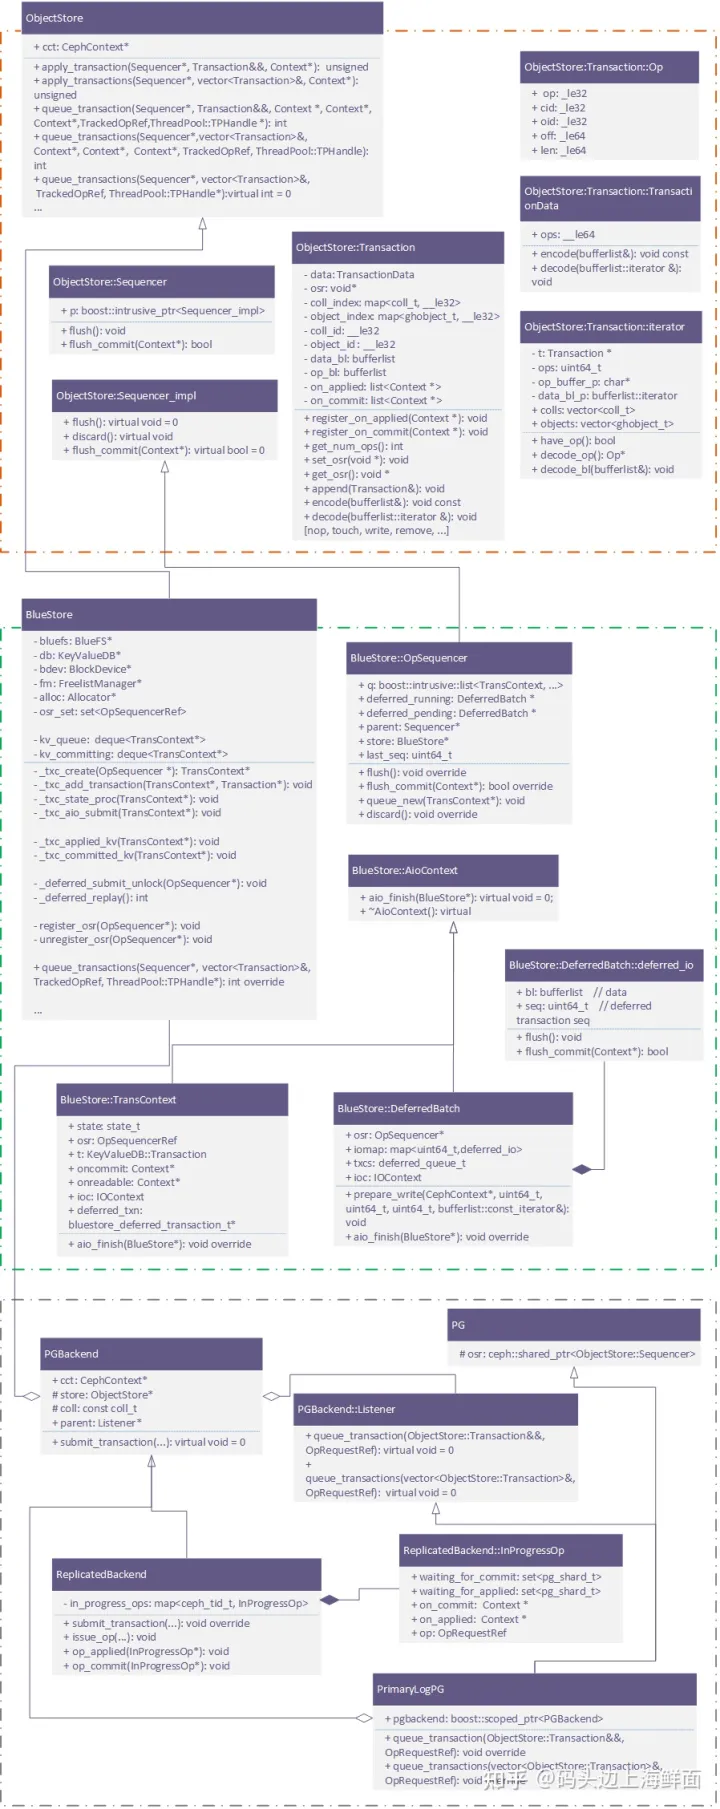 ObjectStore
+ cct: CephContext*
+ apply_transaction(Sequencer*, Transaction&&, Context*): unsigned
+ apply_transactions(Sequencer*, vector<Transaction>&, Context*):
unsigned
+ queue_transaction(Sequencer*, Transaction&&, Context *, Context*,
Context*,TrackedOpRef,ThreadPool::TPHandle *): int
+ queue_transactions(Sequencer*,vector<Transaction>&,
Context*, Context*, Context*, TrackedOpRef, ThreadPool::TPHandle):
int
+ queue_transactions(Sequencer*, vector<Transaction>&,
TrackedOpRef, ThreadPool::TPHandle*):virtual int = 0
...
ObjectStore::Transaction::Op
+ op: _le32
+ cid: _le32
+ oid: _le32
+ off: _le64
+ len: _le64
ObjectStore::Transaction::Transacti
onData
+ ops: __le64
+ encode(bufferlist&): void const
+ decode(bufferlist::iterator &):
void
ObjectStore::Sequencer
+ p: boost::intrusive_ptr<Sequencer_impl>
+ flush(): void
+ flush_commit(Context*): bool
ObjectStore::Sequencer_impl
+ flush(): virtual void = 0
+ discard(): virtual void
+ flush_commit(Context*): virtual bool = 0
ObjectStore::Transaction
- data: TransactionData
- osr: void*
- coll_index: map<coll_t, __le32>
- object_index: map<ghobject_t, __le32>
- coll_id: __le32
- object_id : __le32
- data_bl: bufferlist
- op_bl: bufferlist
- on_applied: list<Context *>
- on_commit: list<Context *>
+ register_on_applied(Context *): void
+ register_on_commit(Context *): void
+ get_num_ops(): int
+ set_osr(void *): void
+ get_osr(): void *
+ append(Transaction&): void
+ encode(bufferlist&): void const
+ decode(bufferlist::iterator &): void
[nop, touch, write, remove, ...]
ObjectStore::Transaction::iterator
- t: Transaction *
- ops: uint64_t
- op_buffer_p: char*
- data_bl_p: bufferlist::iterator
+ colls: vector<coll_t>
+ objects: vector<ghobject_t>
+ have_op(): bool
+ decode_op(): Op*
+ decode_bl(bufferlist&): void
BlueStore
- bluefs: BlueFS*
- db: KeyValueDB*
- bdev: BlockDevice*
- fm: FreelistManager*
- alloc: Allocator*
- osr_set: set<OpSequencerRef>
- kv_queue: deque<TransContext*>
- kv_committing: deque<TransContext*>
- _txc_create(OpSequencer *): TransContext*
- _txc_add_transaction(TransContext*, Transaction*): void
- _txc_state_proc(TransContext*): void
- _txc_aio_submit(TransContext*): void
- _txc_applied_kv(TransContext*): void
- _txc_committed_kv(TransContext*): void
- _deferred_submit_unlock(OpSequencer*): void
- _deferred_replay(): int
- register_osr(OpSequencer*): void
- unregister_osr(OpSequencer*): void
+ queue_transactions(Sequencer*, vector<Transaction>&,
TrackedOpRef, ThreadPool::TPHandle*): int override
...
BlueStore::OpSequencer
+ q: boost::intrusive::list<TransContext, ...>
+ deferred_running: DeferredBatch *
+ deferred_pending: DeferredBatch *
+ parent: Sequencer*
+ store: BlueStore*
+ last_seq: uint64_t
+ flush(): void override
+ flush_commit(Context*): bool override
+ queue_new(TransContext*): void
+ discard(): void override
BlueStore::AioContext
+ aio_finish(BlueStore*): virtual void = 0;
+ ~AioContext(): virtual
BlueStore::DeferredBatch::deferred_io
+ bl: bufferlist // data
+ seq: uint64_t // deferred
transaction seq
+ flush(): void
+ flush_commit(Context*): bool
BlueStore::TransContext
+ state: state_t
+ osr: OpSequencerRef
+ t: KeyValueDB::Transaction
+ oncommit: Context*
+ onreadable: Context*
+ ioc: IOContext
+ deferred_txn:
bluestore_deferred_transaction_t*
+ aio_finish(BlueStore*): void override
BlueStore::DeferredBatch
+ osr: OpSequencer*
+ iomap: map<uint64_t,deferred_io>
+ txcs: deferred_queue_t
+ ioc: IOContext
+ prepare_write(CephContext*, uint64_t,
uint64_t, uint64_t, bufferlist::const_iterator&):
void
+ aio_finish(BlueStore*): void override
PG
# osr: ceph::shared_ptr<ObjectStore::Sequencer>
PGBackend
+ cct: CephContext*
# store: ObjectStore*
# coll: const coll_t
+ parent: Listener*
+ submit_transaction(...): virtual void = 0
PGBackend::Listener
+ queue_transaction(ObjectStore::Transaction&&,
OpRequestRef): virtual void = 0
+
queue_transactions(vector<ObjectStore::Transaction>&,
OpRequestRef): virtual void = 0
ReplicatedBackend
- in_progress_ops: map<ceph_tid_t, InProgressOp>
+ submit_transaction(...): void override
+ issue_op(...): void
+ op_applied(InProgressOp*): void
+ op_commit(InProgressOp*): void
ReplicatedBackend::InProgressOp
+ waiting_for_commit: set<pg_shard_t>
+ waiting_for_applied: set<pg_shard_t>
+ on_commit: Context *
+ on_applied: Context *
+ op: OpRequestRef
PrimaryLogPG
+ pgbackend: boost::scoped_ptr<PGBackend>
+ queue_transaction(ObjectStore::Transaction&&,
OpRequestRef): void override
+ queue_transactions(vector<ObjectStore::Transaction>&,
OpRequestRef): void override
知乎 @码头边上海鲜面